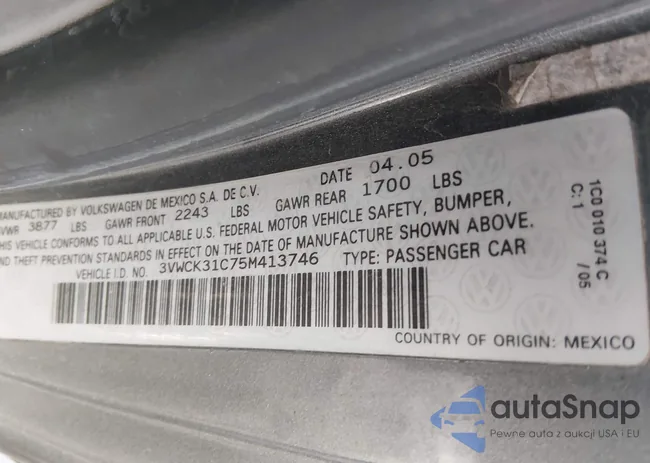 MANUFACTURED BY VOLKSWAGEN DE MEXICO S.A. DE C.V. DATE 04.05
GVWR 3877 LBS GAWR FRONT 2243 LBS GAWR REAR 1700 LBS
THIS VEHICLE CONFORMS TO ALL APPLICABLE U.S. FEDERAL MOTOR VEHICLE SAFETY, BUMPER,
AND THEFT PREVENTION STANDARDS IN EFFECT ON THE DATE OF MANUFACTURE SHOWN ABOVE.
VEHICLE I.D. NO. 3VWCK31C75M413746 TYPE: PASSENGER CAR
COUNTRY OF ORIGIN: MEXICO
1C0 010 374 C
C: 1 /05
autaSnap
Pewne auta z aukcji USA i EU